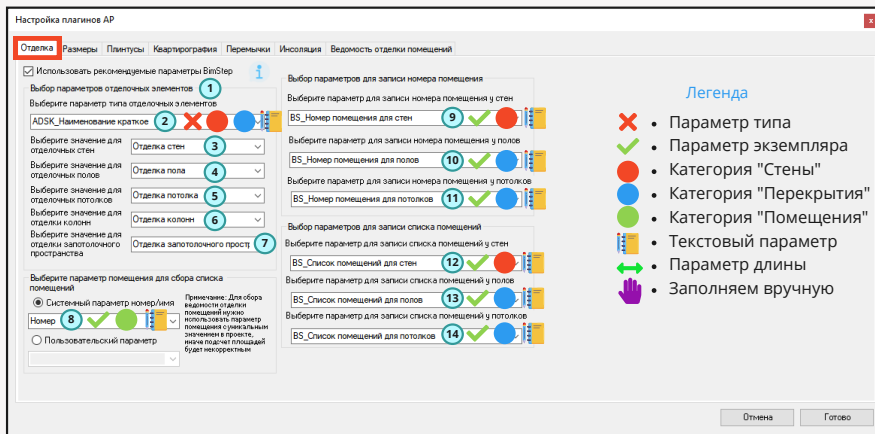 Настройка плагинов АР
x
Отделка Размеры Плинтусы Квартирография Перемычки Инсоляция Ведомость отделки помещений
Использовать рекомендуемые параметры BimStep
i
Выбор параметров отделочных элементов
1
Выберите параметр типа отделочных элементов
ADSK_Наименование краткое
2
Выберите значение для
отделочных стен
Отделка стен
3
Выберите значение для
отделочных полов
Отделка пола
4
Выберите значение для
отделочных потолков
Отделка потолка
5
Выберите значение для
отделки колонн
Отделка колонн
6
Выберите значение для
отделки запотолочного
пространства
Отделка запотолочного прост
7
Выберите параметр помещения для сбора списка
помещений
Системный параметр номер/имя
Номер
8
Пользовательский параметр
Примечание: Для сбора
ведомости отделки
помещений нужно
использовать параметр
помещения с уникальным
значением в проекте,
иначе подсчет площадей
будет некорректным
Выбор параметров для записи номера помещения
Выберите параметр для записи номера помещения у стен
BS_Номер помещения для стен
9
Выберите параметр для записи номера помещения у полов
BS_Номер помещения для полов
10
Выберите параметр для записи номера помещения у потолков
BS_Номер помещения для потолков
11
Выбор параметров для записи списка помещений
Выберите параметр для записи списка помещений у стен
BS_Список помещений для стен
12
Выберите параметр для записи списка помещений у полов
BS_Список помещений для полов
13
Выберите параметр для записи списка помещений у потолков
BS_Список помещений для потолков
14
Легенда
• Параметр типа
• Параметр экземпляра
• Категория "Стены"
• Категория "Перекрытия"
• Категория "Помещения"
• Текстовый параметр
• Параметр длины
• Заполняем вручную
Отмена
Готово